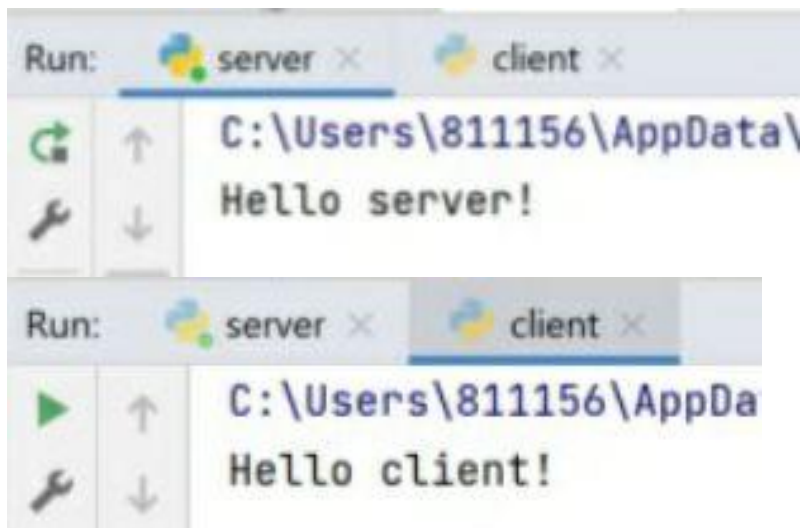 Run: server client
C:\Users\811156\AppData\
Hello server!
Run: server client
C:\Users\811156\AppDa
Hello client!